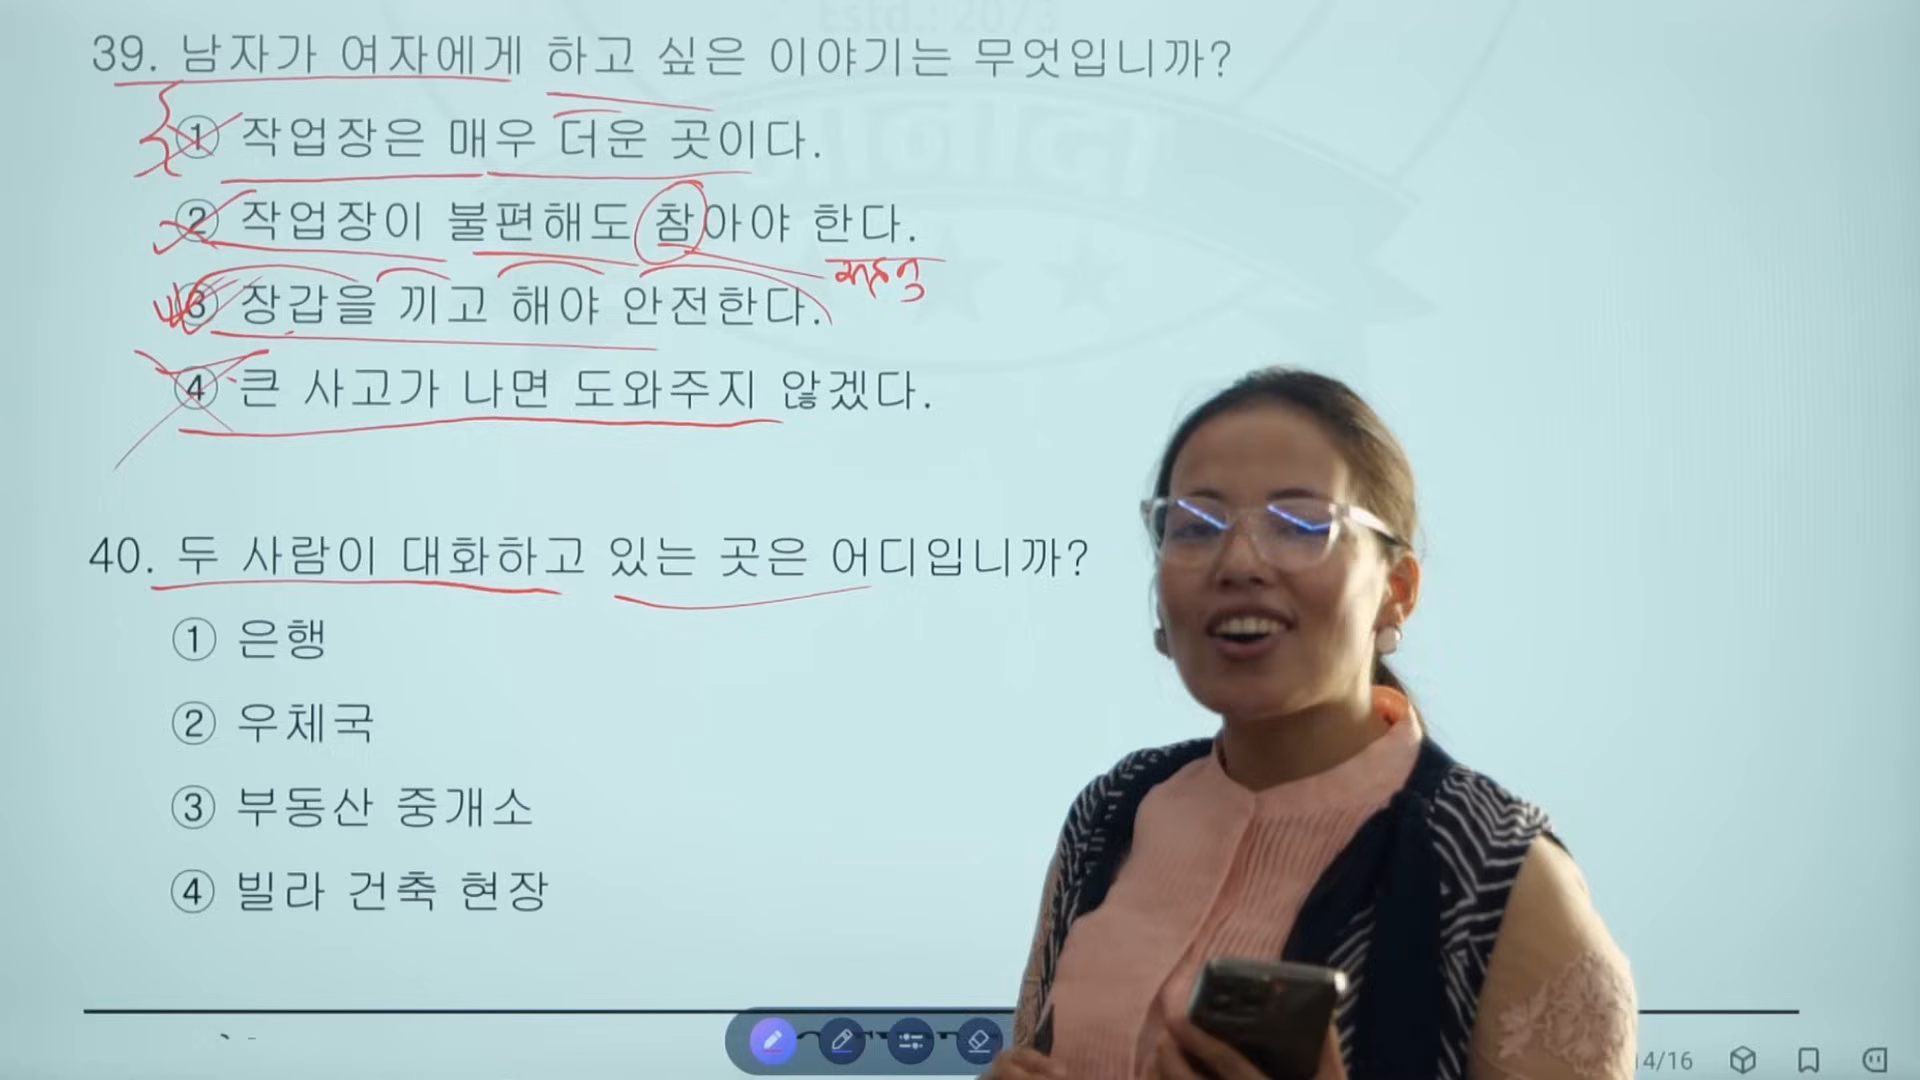 Estd.: 2073
39. 남자가 여자에게 하고 싶은 이야기는 무엇입니까?
① 작업장은 매우 더운 곳이다.
② 작업장이 불편해도 참아야 한다.
③ 장갑을 끼고 해야 안전한다.
④ 큰 사고가 나면 도와주지 않겠다.
40. 두 사람이 대화하고 있는 곳은 어디입니까?
① 은행
② 우체국
③ 부동산 중개소
④ 빌라 건축 현장
14/16